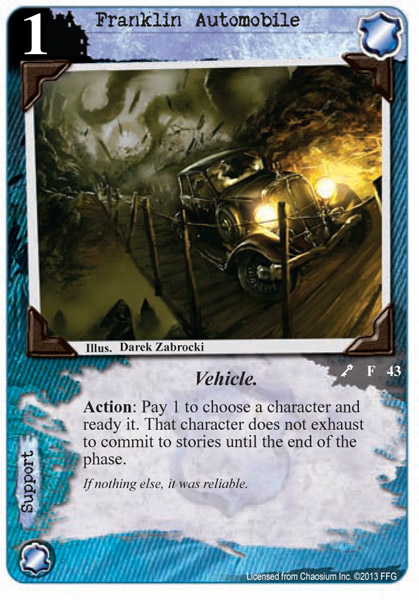 1
Franklin Automobile
Illus. Darek Zabrocki
F 43
Vehicle.
Action: Pay 1 to choose a character and
ready it. That character does not exhaust
to commit to stories until the end of the
phase.
If nothing else, it was reliable.
Support
Licensed from Chaosium Inc. ©2013 FFG